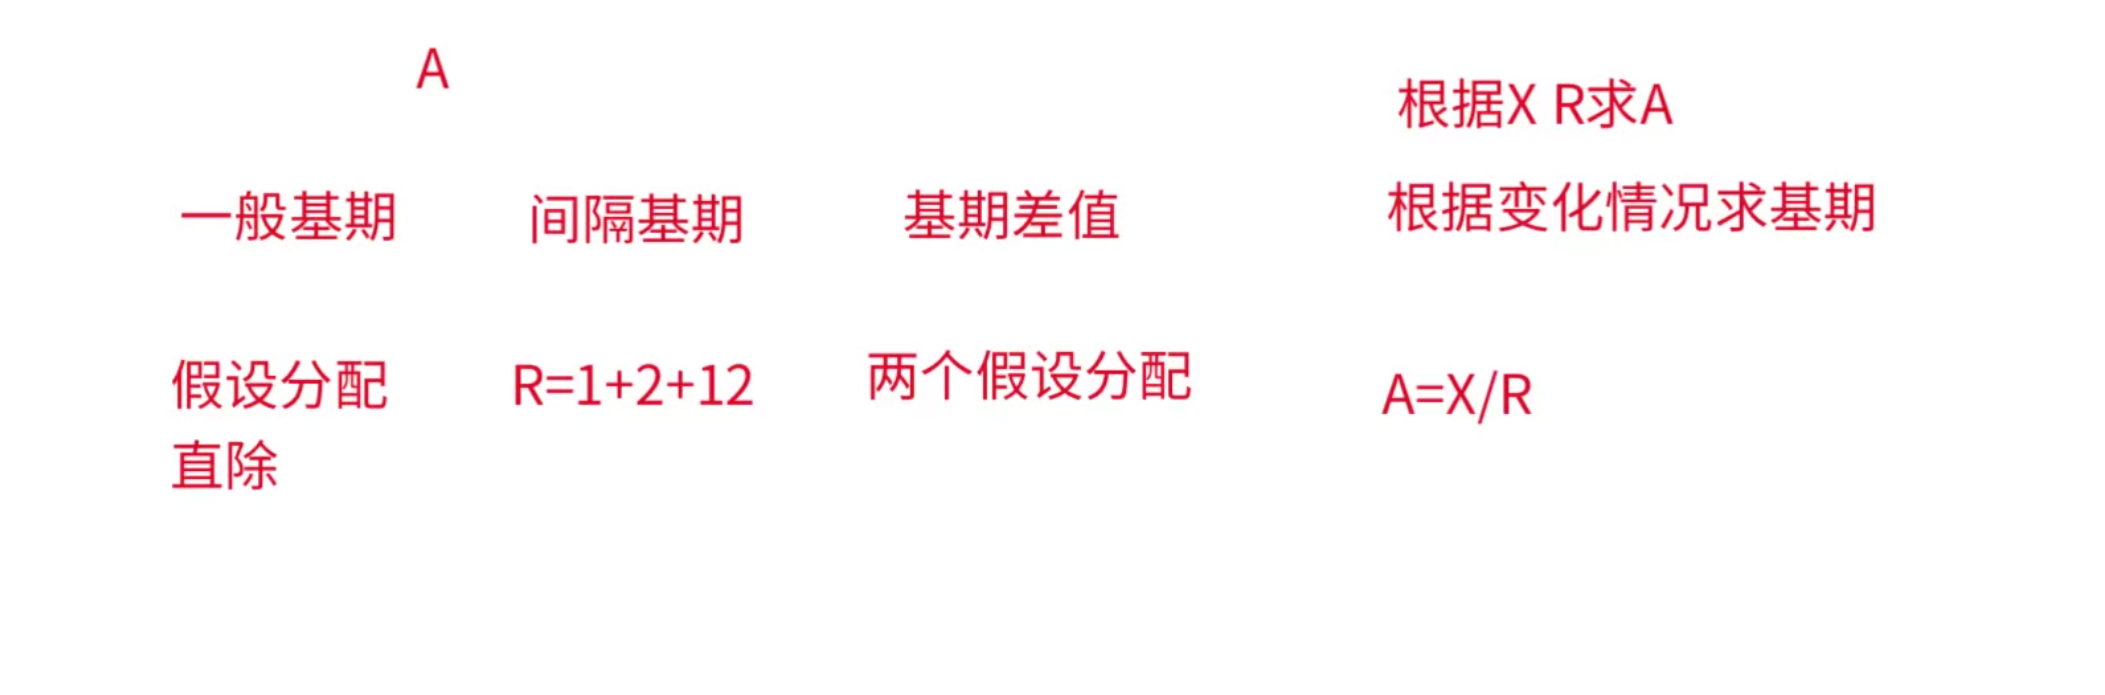 A
根据X R求A
一般基期
间隔基期
基期差值
根据变化情况求基期
假设分配
直除
R=1+2+12
两个假设分配
A=X/R